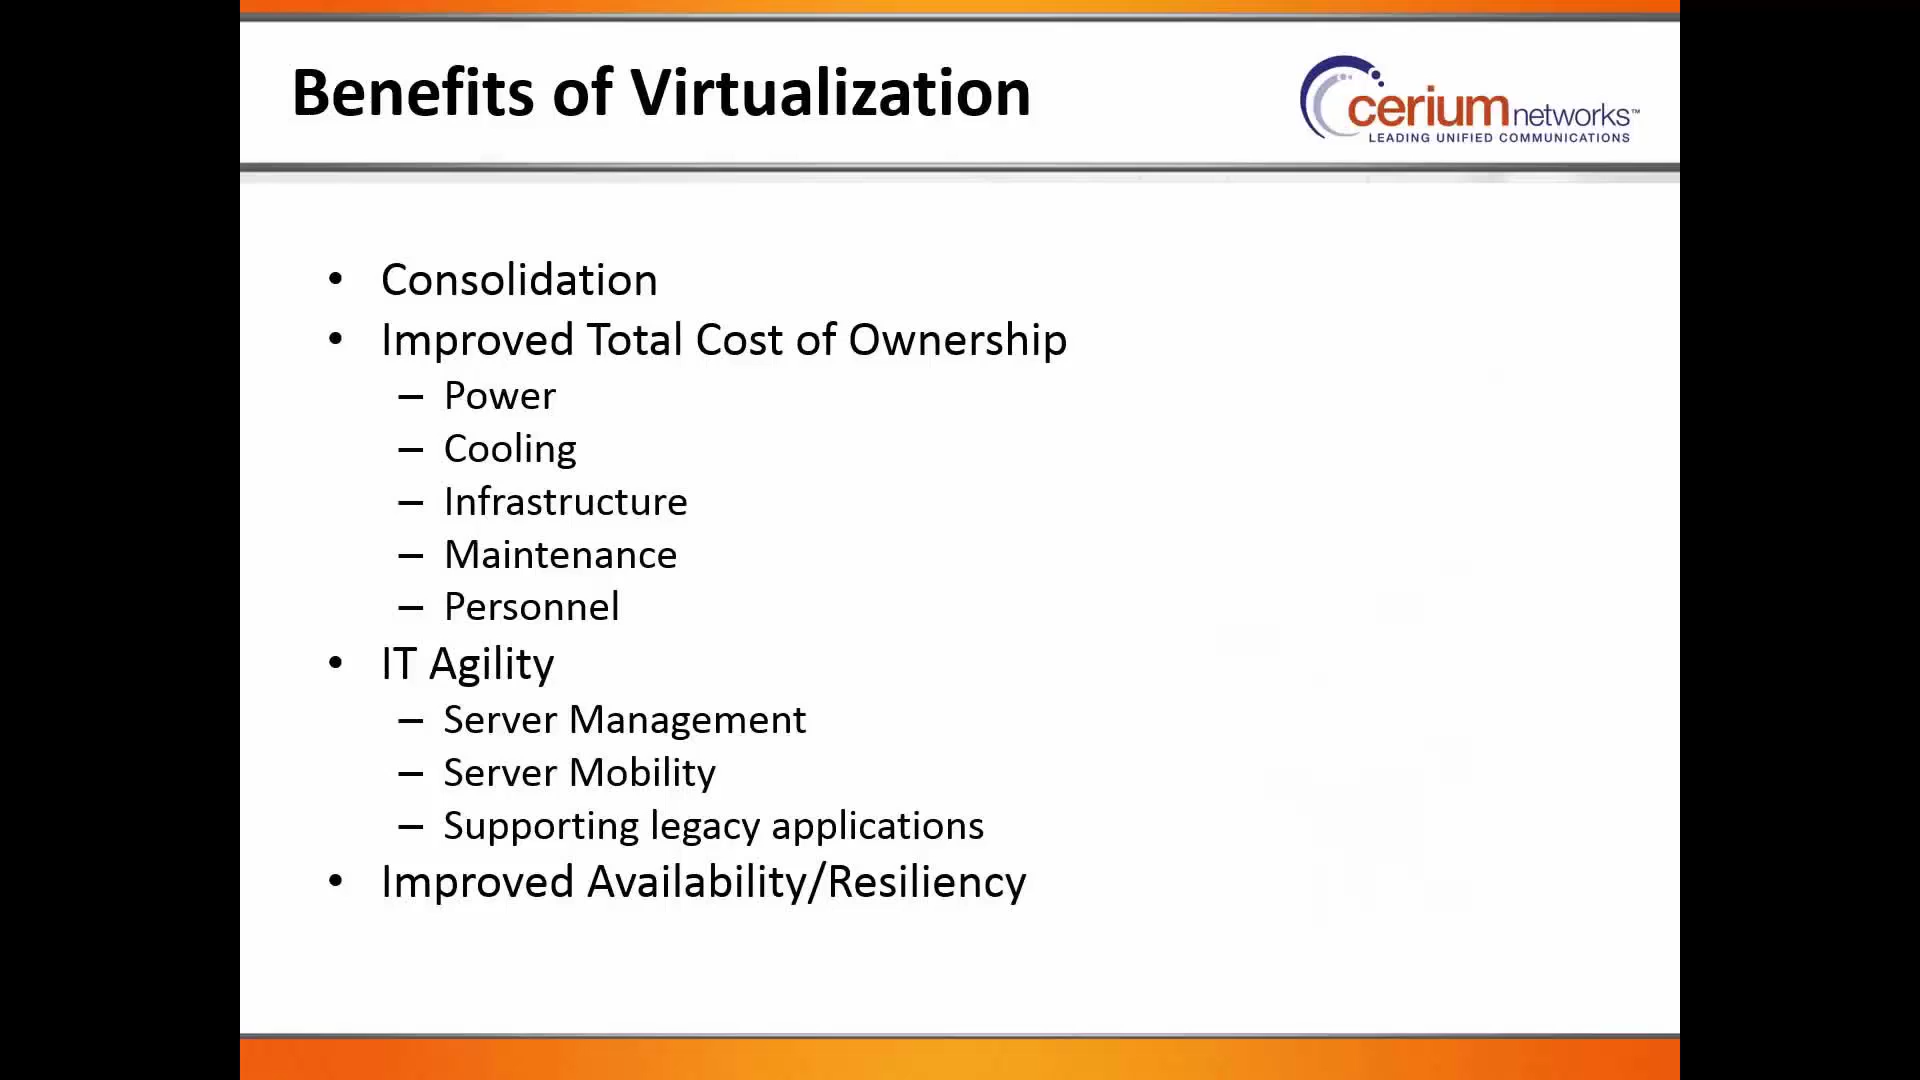 Benefits of Virtualization
cerium networks™
LEADING UNIFIED COMMUNICATIONS
• Consolidation
• Improved Total Cost of Ownership
– Power
– Cooling
– Infrastructure
– Maintenance
– Personnel
• IT Agility
– Server Management
– Server Mobility
– Supporting legacy applications
• Improved Availability/Resiliency